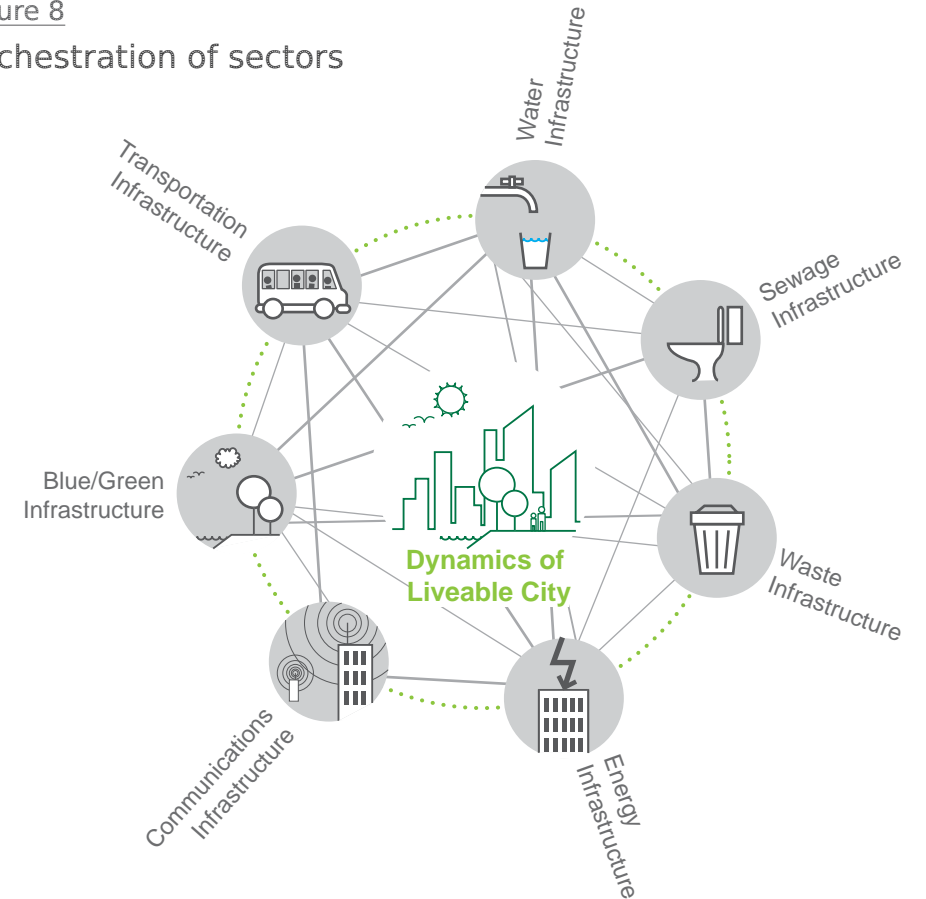 ure 8
chestration of sectors
Water
Infrastructure
Transportation
Infrastructure
Sewage
Infrastructure
Blue/Green
Infrastructure
Dynamics of
Liveable City
Waste
Infrastructure
Communications
Infrastructure
Energy
Infrastructure